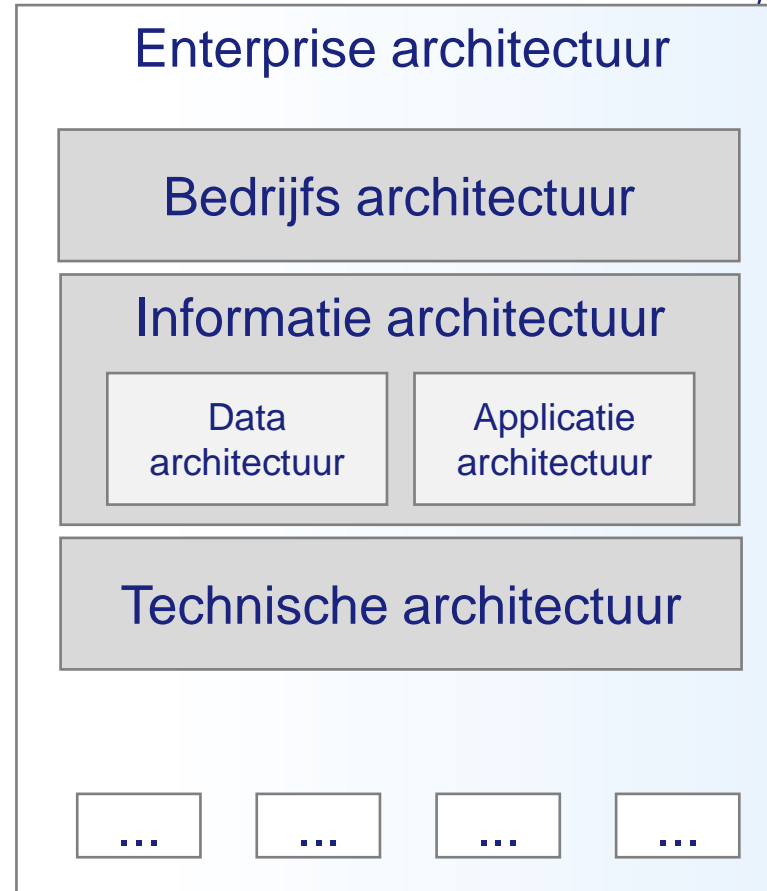 Enterprise architectuur
Bedrijfs architectuur
Informatie architectuur
Data
architectuur
Applicatie
architectuur
Technische architectuur
... ... ... ...